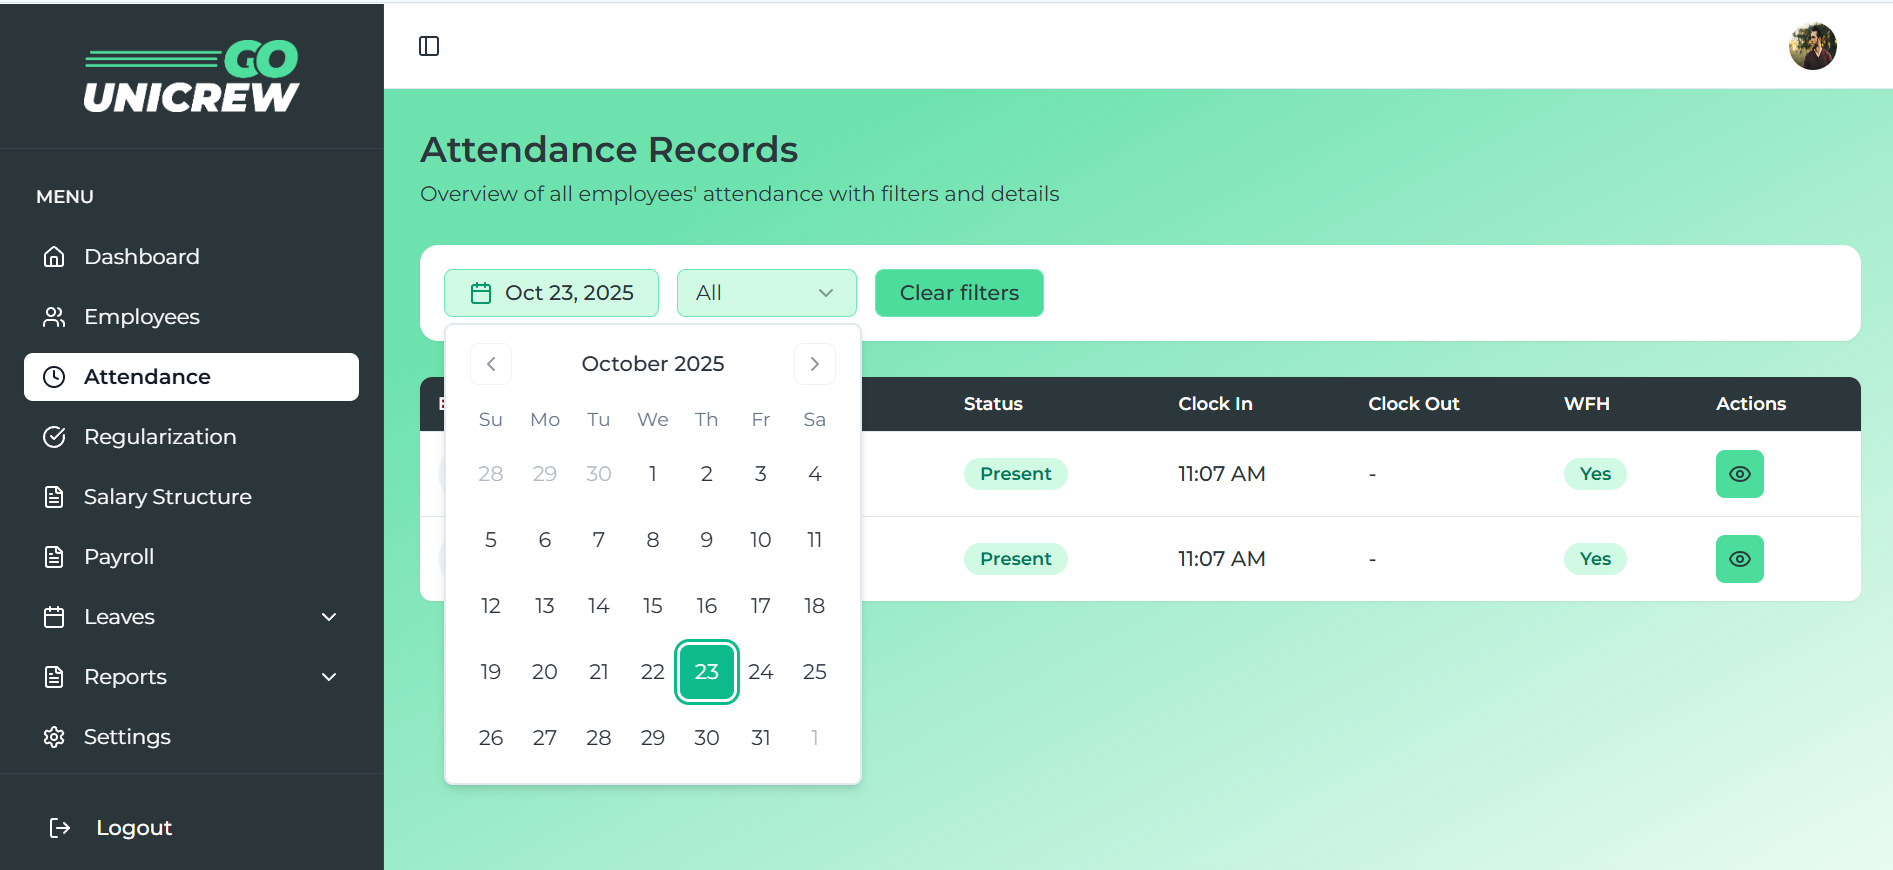 GO
UNICREW
MENU
Dashboard
Employees
Attendance
Regularization
Salary Structure
Payroll
Leaves
Reports
Settings
Logout
Attendance Records
Overview of all employees' attendance with filters and details
Oct 23, 2025
All
Clear filters
October 2025
Su Mo Tu We Th Fr Sa
28 29 30 1 2 3 4
5 6 7 8 9 10 11
12 13 14 15 16 17 18
19 20 21 22 23 24 25
26 27 28 29 30 31 1
Status Clock In Clock Out WFH Actions
Present 11:07 AM - Yes
Present 11:07 AM - Yes